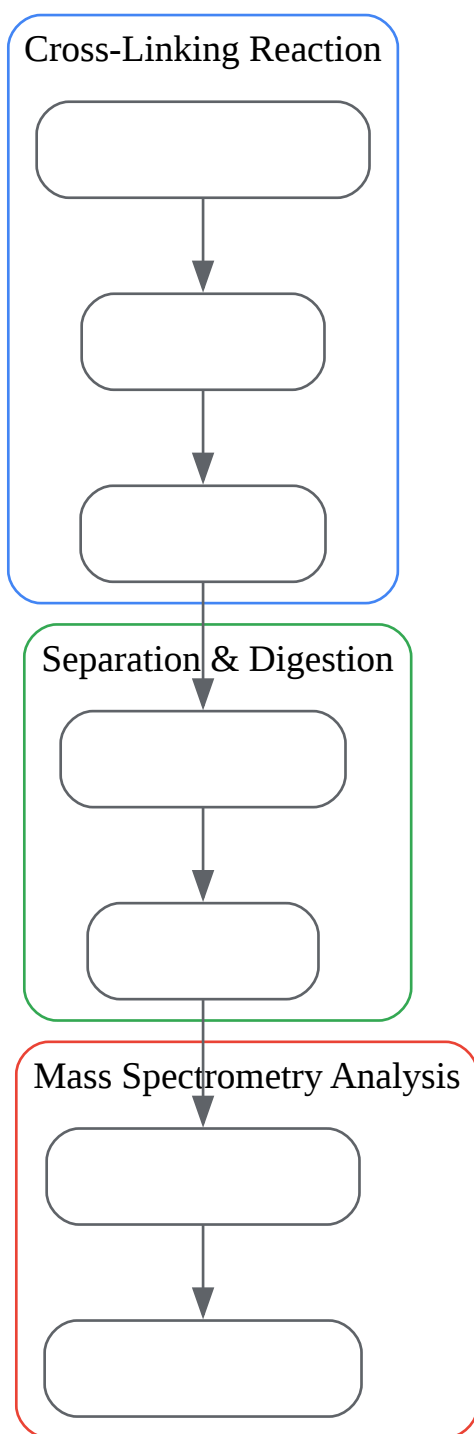 Cross-Linking Reaction
Separation & Digestion
Mass Spectrometry Analysis